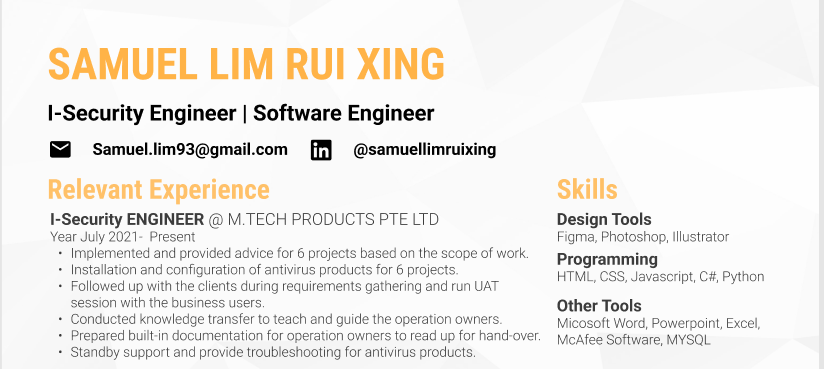 SAMUEL LIM RUI XING
I-Security Engineer | Software Engineer
Samuel.lim93@gmail.com in @samuellimruixing
Relevant Experience
I-Security ENGINEER @ M.TECH PRODUCTS PTE LTD
Year July 2021- Present
• Implemented and provided advice for 6 projects based on the scope of work.
• Installation and configuration of antivirus products for 6 projects.
• Followed up with the clients during requirements gathering and run UAT
session with the business users.
• Conducted knowledge transfer to teach and guide the operation owners.
• Prepared built-in documentation for operation owners to read up for hand-over.
• Standby support and provide troubleshooting for antivirus products.
Skills
Design Tools
Figma, Photoshop, Illustrator
Programming
HTML, CSS, Javascript, C#, Python
Other Tools
Micosoft Word, Powerpoint, Excel,
McAfee Software, MYSQL